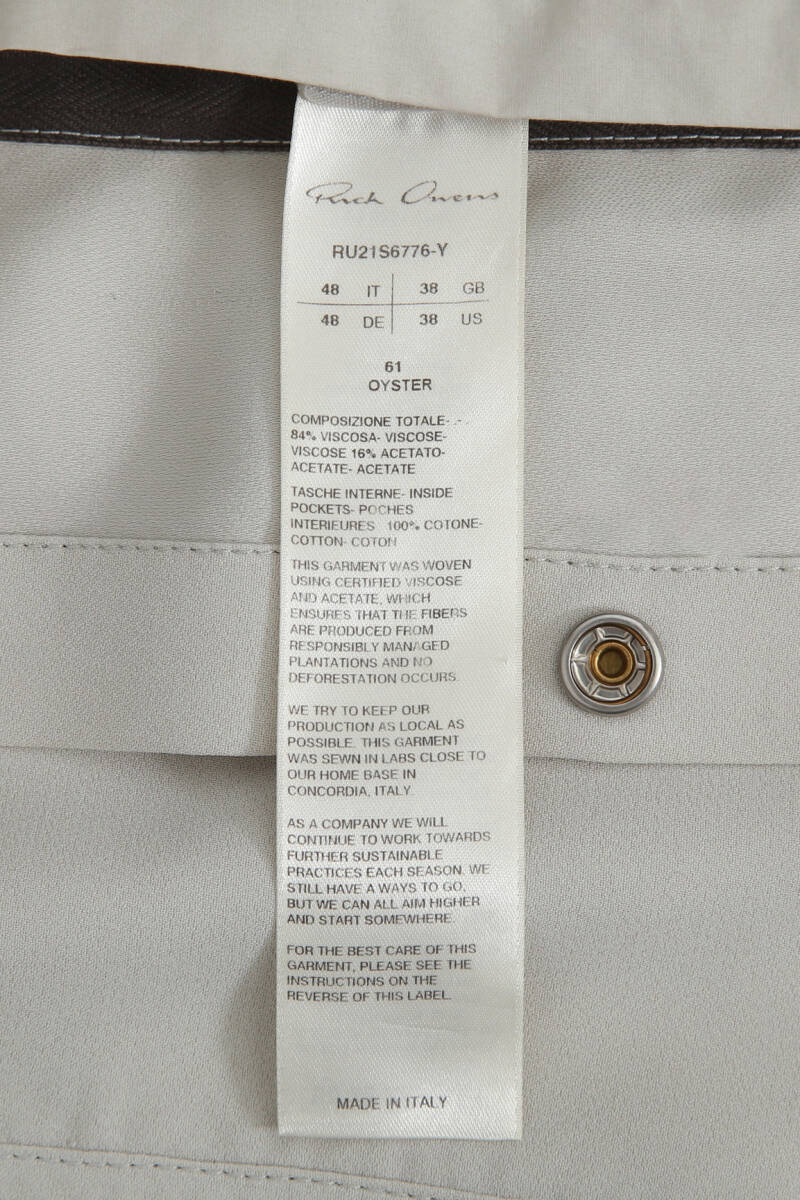 Rick Owens
RU21S6776-Y
48 IT 38 GB
48 DE 38 US
61
OYSTER
COMPOSIZIONE TOTALE- -
84% VISCOSA- VISCOSE-
VISCOSE 16% ACETATO-
ACETATE- ACETATE
TASCHE INTERNE- INSIDE
POCKETS- POCHES
INTERIEURES 100% COTONE-
COTTON- COTON
THIS GARMENT WAS WOVEN
USING CERTIFIED VISCOSE
AND ACETATE, WHICH
ENSURES THAT THE FIBERS
ARE PRODUCED FROM
RESPONSIBLY MANAGED
PLANTATIONS AND NO
DEFORESTATION OCCURS.
WE TRY TO KEEP OUR
PRODUCTION AS LOCAL AS
POSSIBLE. THIS GARMENT
WAS SEWN IN LABS CLOSE TO
OUR HOME BASE IN
CONCORDIA, ITALY.
AS A COMPANY WE WILL
CONTINUE TO WORK TOWARDS
FURTHER SUSTAINABLE
PRACTICES EACH SEASON. WE
STILL HAVE A WAYS TO GO,
BUT WE CAN ALL AIM HIGHER
AND START SOMEWHERE.
FOR THE BEST CARE OF THIS
GARMENT, PLEASE SEE THE
INSTRUCTIONS ON THE
REVERSE OF THIS LABEL.
MADE IN ITALY